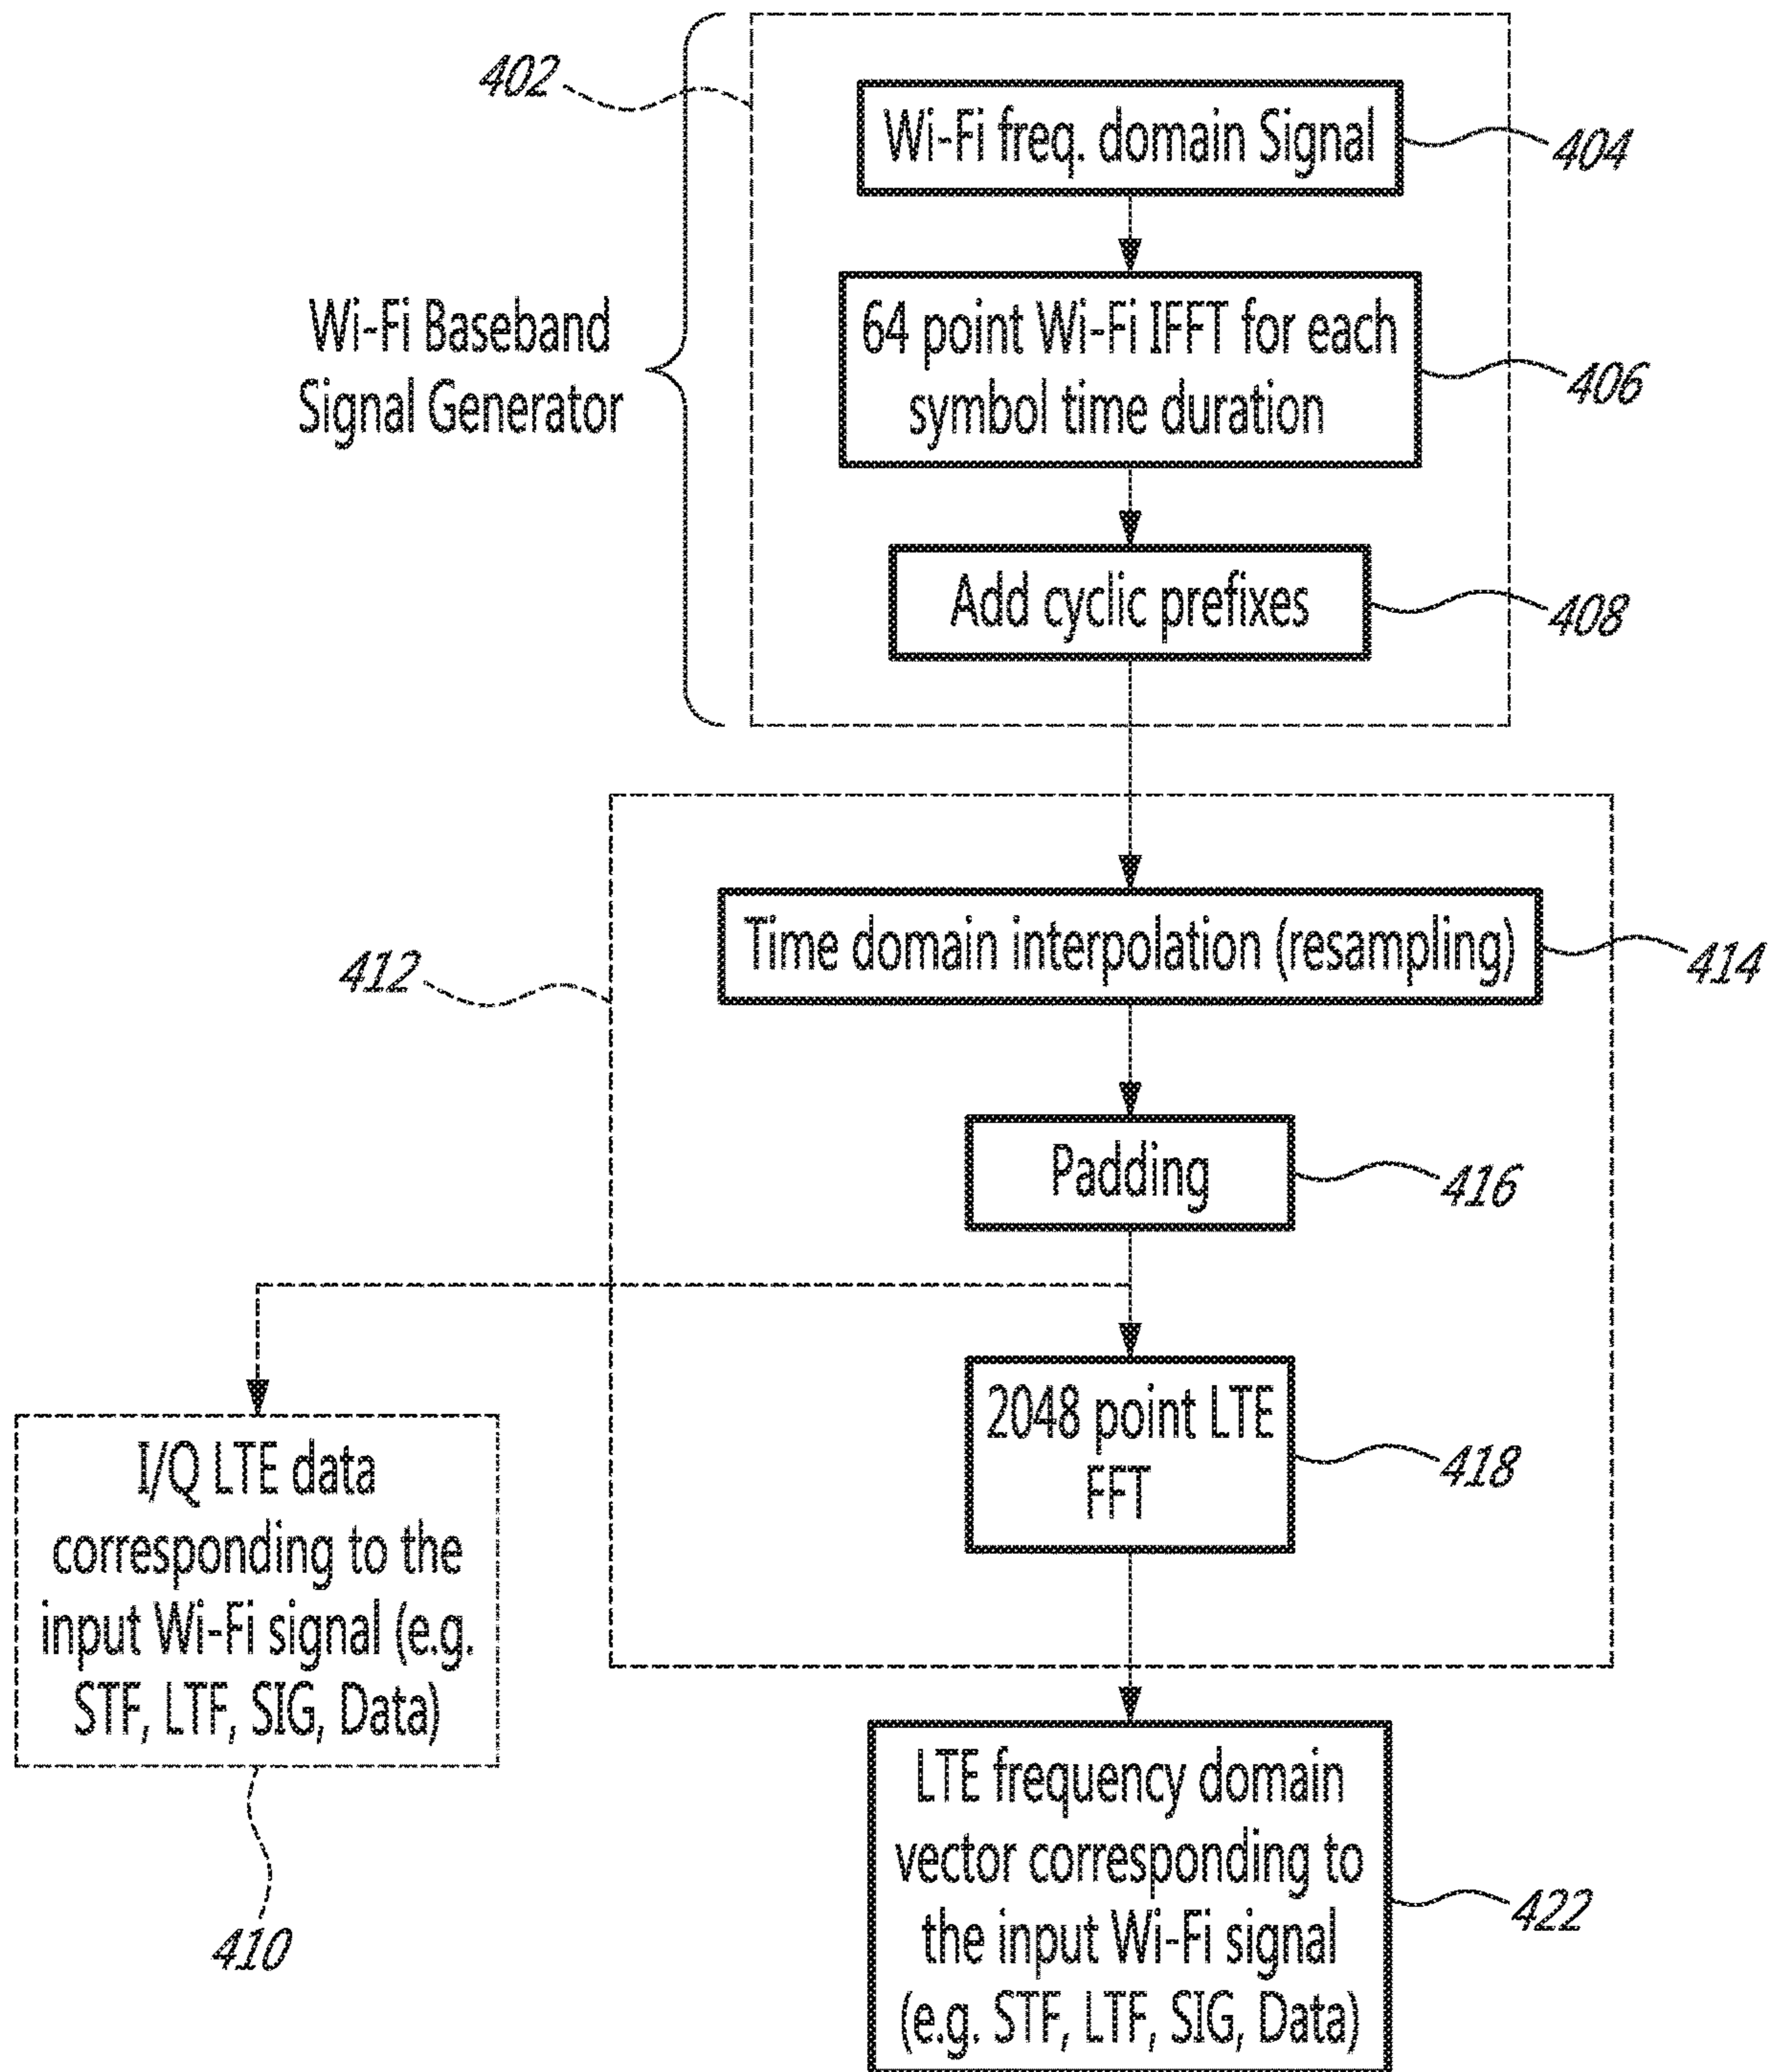 402
Wi-Fi freq. domain Signal
404
Wi-Fi Baseband
Signal Generator
64 point Wi-Fi IFFT for each
symbol time duration
406
Add cyclic prefixes
408
412
Time domain interpolation (resampling)
414
Padding
416
2048 point LTE
FFT
418
I/Q LTE data
corresponding to the
input Wi-Fi signal (e.g.
STF, LTF, SIG, Data)
410
LTE frequency domain
vector corresponding to
the input Wi-Fi signal
(e.g. STF, LTF, SIG, Data)
422